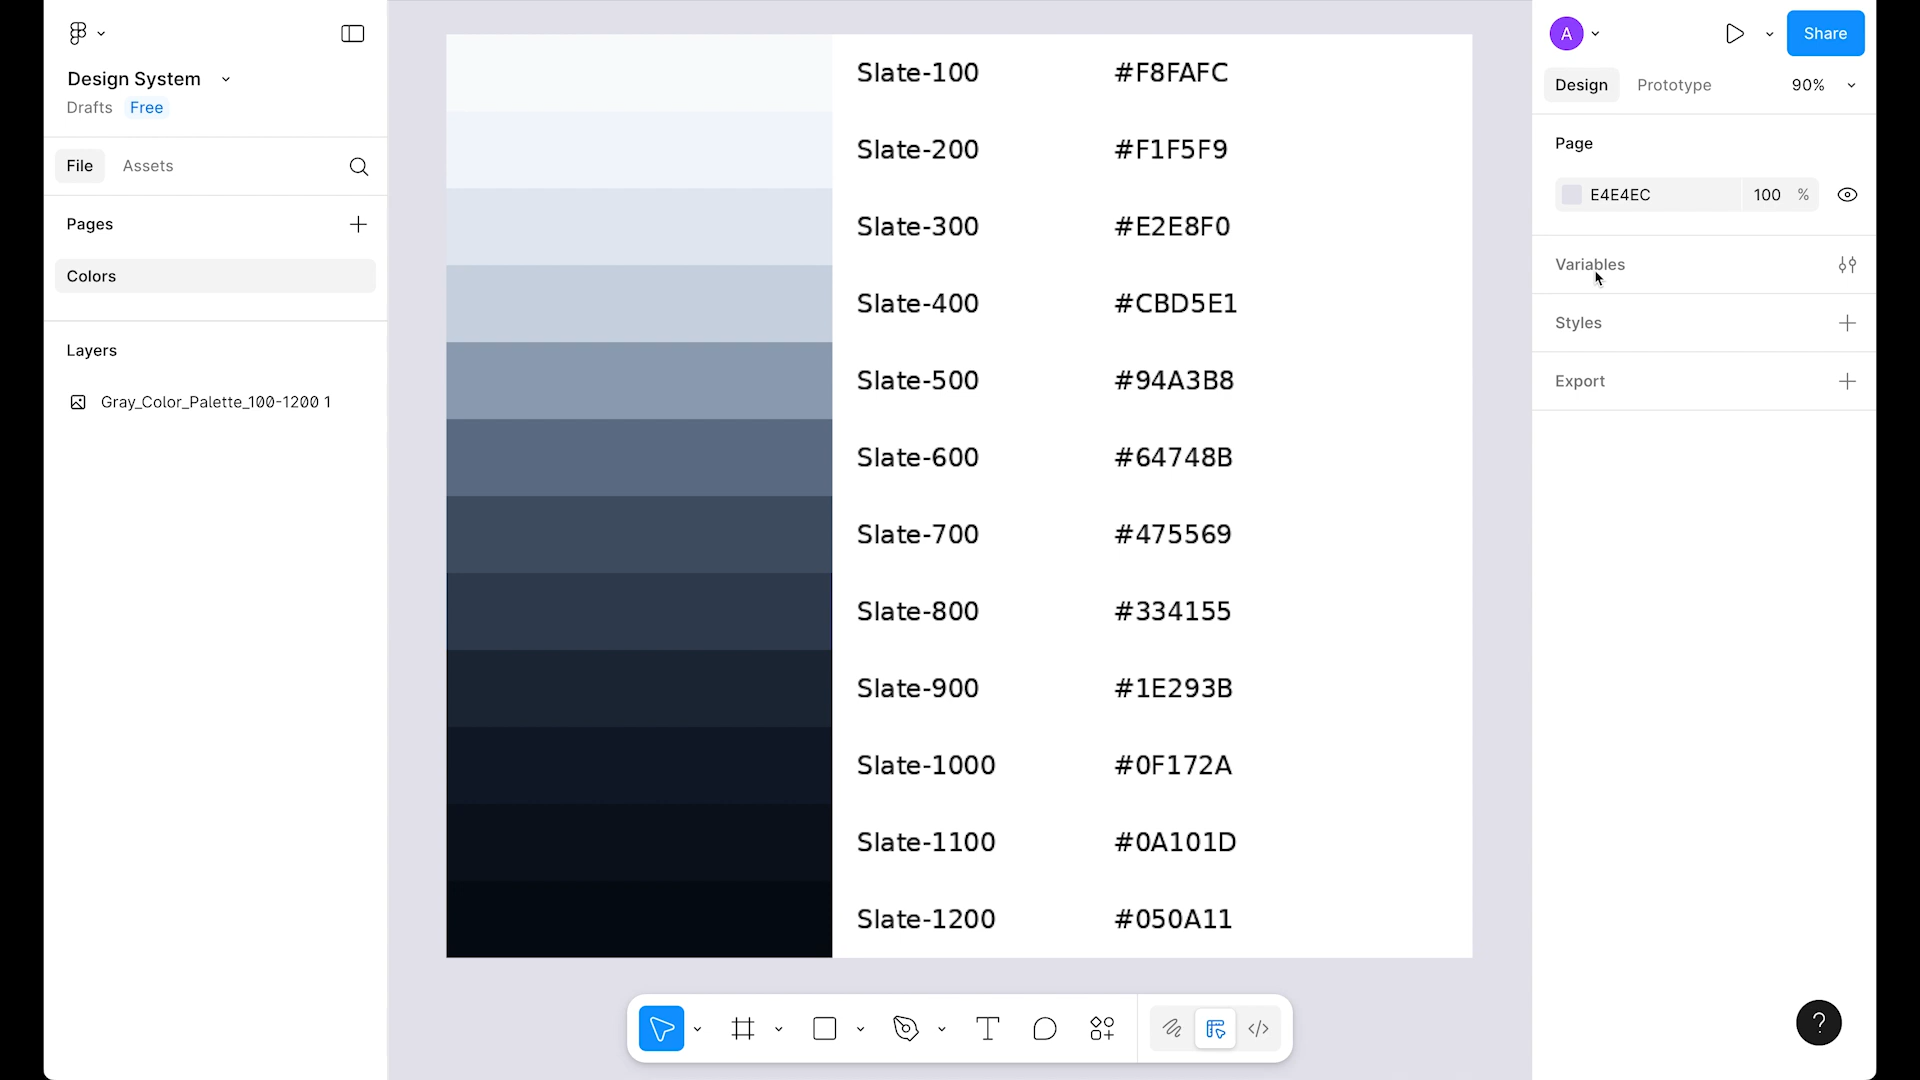 Design System
Drafts Free
File Assets
Pages
Colors
Layers
Gray_Color_Palette_100-1200 1
Slate-100 #F8FAFC
Slate-200 #F1F5F9
Slate-300 #E2E8F0
Slate-400 #CBD5E1
Slate-500 #94A3B8
Slate-600 #64748B
Slate-700 #475569
Slate-800 #334155
Slate-900 #1E293B
Slate-1000 #0F172A
Slate-1100 #0A101D
Slate-1200 #050A11
A
Share
Design Prototype 90%
Page
E4E4EC 100 %
Variables
Styles
Export
?